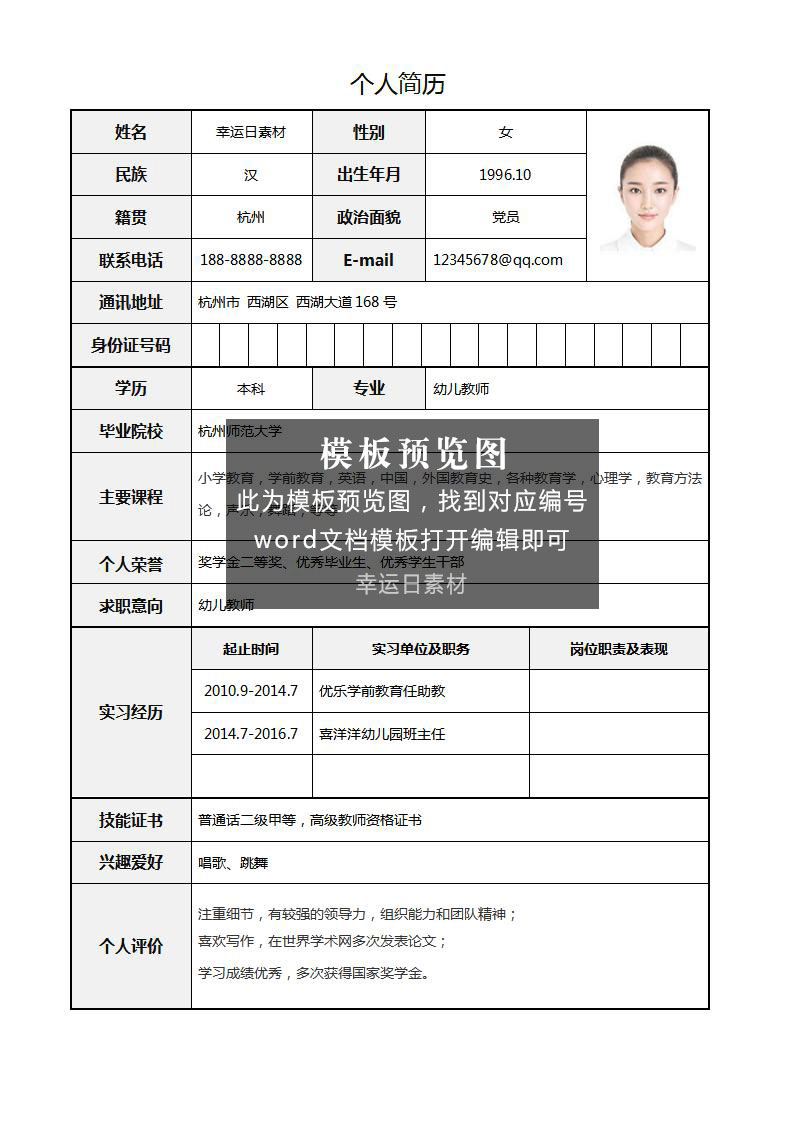 个人简历
姓名 幸运日素材 性别 女
民族 汉 出生年月 1996.10
籍贯 杭州 政治面貌 党员
联系电话 188-8888-8888 E-mail 12345678@qq.com
通讯地址 杭州市 西湖区 西湖大道168号
身份证号码
学历 本科 专业 幼儿教师
毕业院校 杭州师范大学
模板预览图
主要课程 小学教育，学前教育，英语，中国，外国教育史，各种教育学，心理学，教育方法
论，声乐，舞蹈，等等
此为模板预览图，找到对应编号
word文档模板打开编辑即可
幸运日素材
个人荣誉 奖学金二等奖、优秀毕业生、优秀学生干部
求职意向 幼儿教师
实习经历 起止时间 实习单位及职务 岗位职责及表现
2010.9-2014.7 优乐学前教育任助教
2014.7-2016.7 喜洋洋幼儿园班主任
技能证书 普通话二级甲等，高级教师资格证书
兴趣爱好 唱歌、跳舞
个人评价 注重细节，有较强的领导力，组织能力和团队精神；
喜欢写作，在世界学术网多次发表论文；
学习成绩优秀，多次获得国家奖学金。